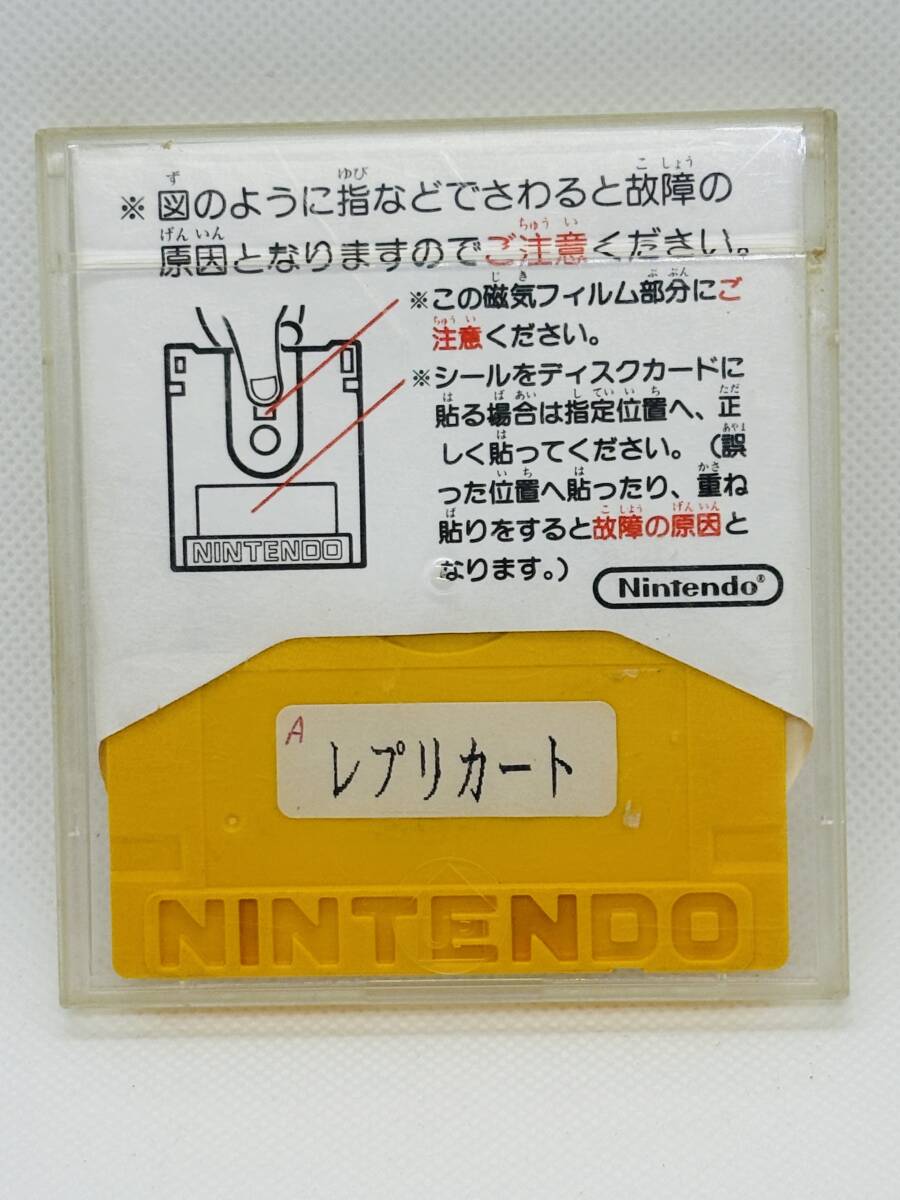 ※図のように指などでさわると故障の
原因となりますのでご注意ください。
※この磁気フィルム部分にご
注意ください。
※シールをディスクカードに
貼る場合は指定位置へ、正
しく貼ってください。(誤
った位置へ貼ったり、重ね
貼りをすると故障の原因と
なります。)
NINTENDO
Nintendo®
A
レプリカート
NINTENDO